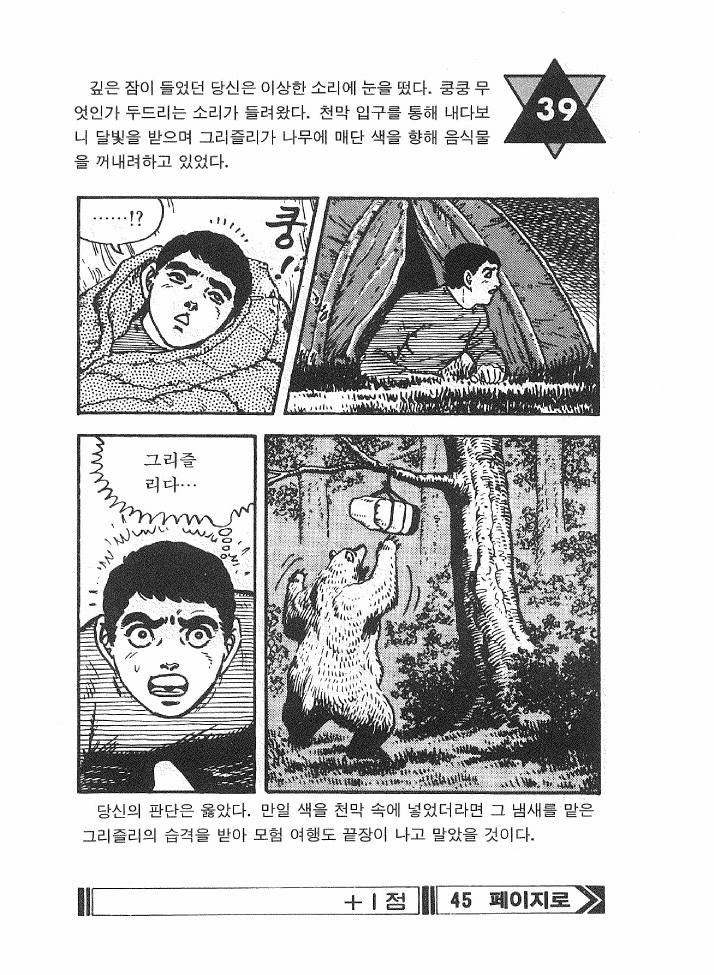 깊은 잠이 들었던 당신은 이상한 소리에 눈을 떴다. 쿵쿵 무
엇인가 두드리는 소리가 들려왔다. 천막 입구를 통해 내다보
니 달빛을 받으며 그리즐리가 나무에 매단 색을 향해 음식물
을 꺼내려하고 있었다.
39
……!?
쿵!
그리즐
리다…
당신의 판단은 옳았다. 만일 색을 천막 속에 넣었더라면 그 냄새를 맡은
그리즐리의 습격을 받아 모험 여행도 끝장이 나고 말았을 것이다.
+1점
45 페이지로